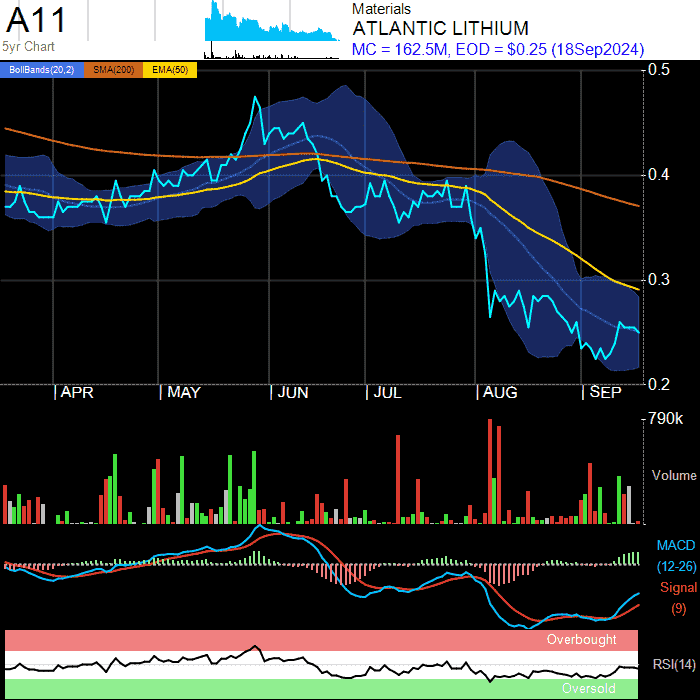 A11
5yr Chart
Materials
ATLANTIC LITHIUM
MC = 162.5M, EOD = $0.25 (18Sep2024)
BollBands(20,2) SMA(200) EMA(50)
0.5
0.4
0.3
0.2
APR MAY JUN JUL AUG SEP
790k
Volume
MACD
(12-26)
Signal
(9)
Overbought
RSI(14)
Oversold